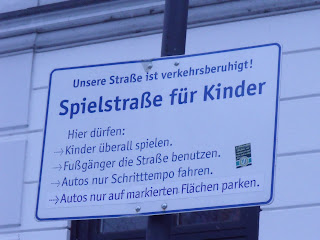 Unsere Straße ist verkehrsberuhigt!
Spielstraße für Kinder
Hier dürfen:
→Kinder überall spielen.
→Fußgänger die Straße benutzen.
→Autos nur Schritttempo fahren.
→Autos nur auf markierten Flächen parken.